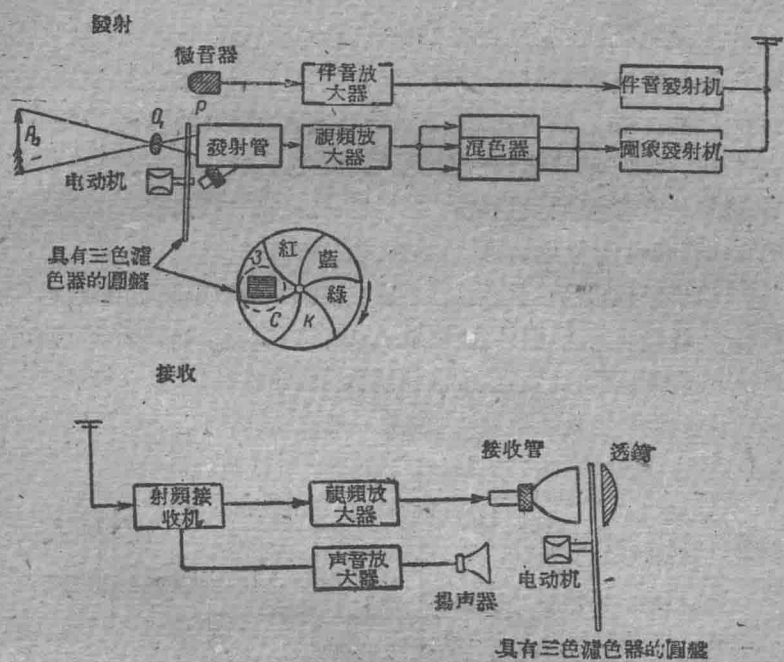 發射
微音器
P
伴音放
大器
伴音發射机
O₁
發射管
視頻放
大器
混色器
圖象發射机
电动机
具有三色濾
色器的圓盤
紅
藍
綠
З
С
К
接收
接收管
透鏡
射頻接
收机
視頻放
大器
声音放
大器
揚声器
电动机
具有三色濾色器的圓盤